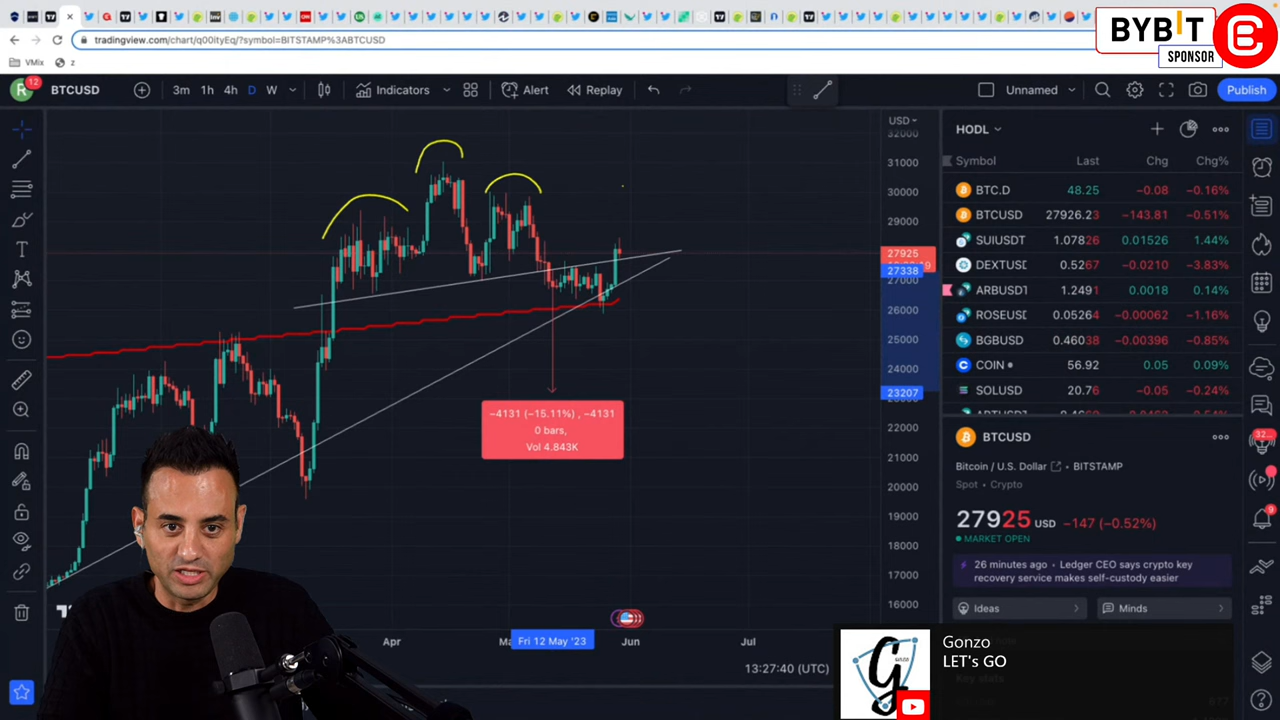 BYBIT
SPONSOR
tradingview.com/chart/q00ityEq/?symbol=BITSTAMP%3ABTCUSD
VMix
z
12
R
BTCUSD
3m 1h 4h D W
Indicators
Alert
Replay
Unnamed
Publish
USD
32000
31000
30000
29000
27925
27338
27000
26000
25000
24000
23207
22000
21000
20000
19000
18000
17000
16000
−4131 (−15.11%) , −4131
0 bars,
Vol 4.843K
Apr
Fri 12 May '23
Jun
Jul
13:27:40 (UTC)
HODL
Symbol Last Chg Chg%
BTC.D 48.25 −0.08 −0.16%
BTCUSD 27926.23 −143.81 −0.51%
SUIUSDT 1.07826 0.01526 1.44%
DEXTUSD 0.5267 −0.0210 −3.83%
ARBUSDT 1.2491 0.0018 0.14%
ROSEUSD 0.05264 −0.00062 −1.16%
BGBUSD 0.46038 −0.00396 −0.85%
COIN 56.92 0.05 0.09%
SOLUSD 20.76 −0.05 −0.24%
BTCUSD
Bitcoin / U.S. Dollar • BITSTAMP
Spot • Crypto
27925 USD −147 (−0.52%)
MARKET OPEN
26 minutes ago • Ledger CEO says crypto key
recovery service makes self-custody easier
Ideas
Minds
9
Gonzo
LET's GO